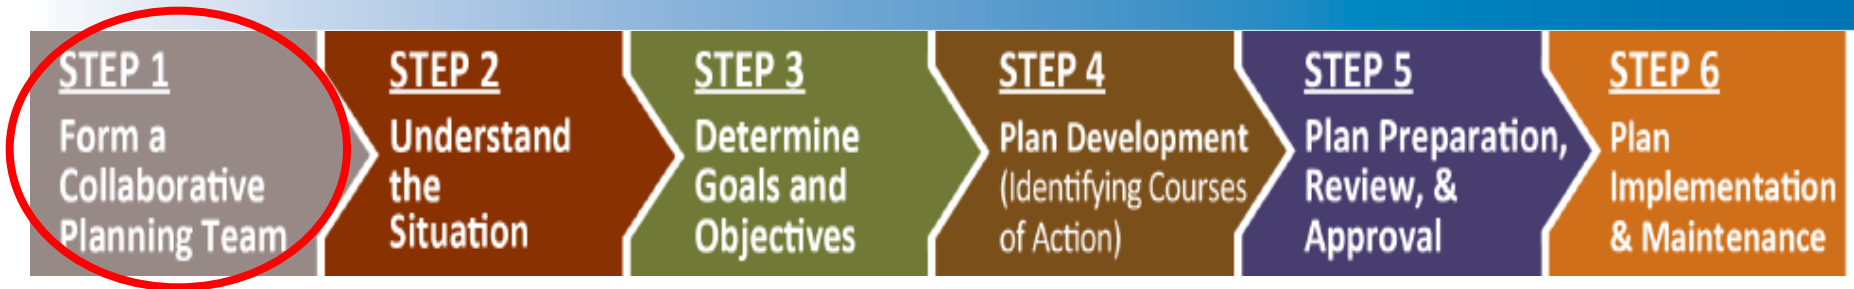 STEP 1
Form a
Collaborative
Planning Team
STEP 2
Understand
the
Situation
STEP 3
Determine
Goals and
Objectives
STEP 4
Plan Development
(Identifying Courses
of Action)
STEP 5
Plan Preparation,
Review, &
Approval
STEP 6
Plan
Implementation
& Maintenance